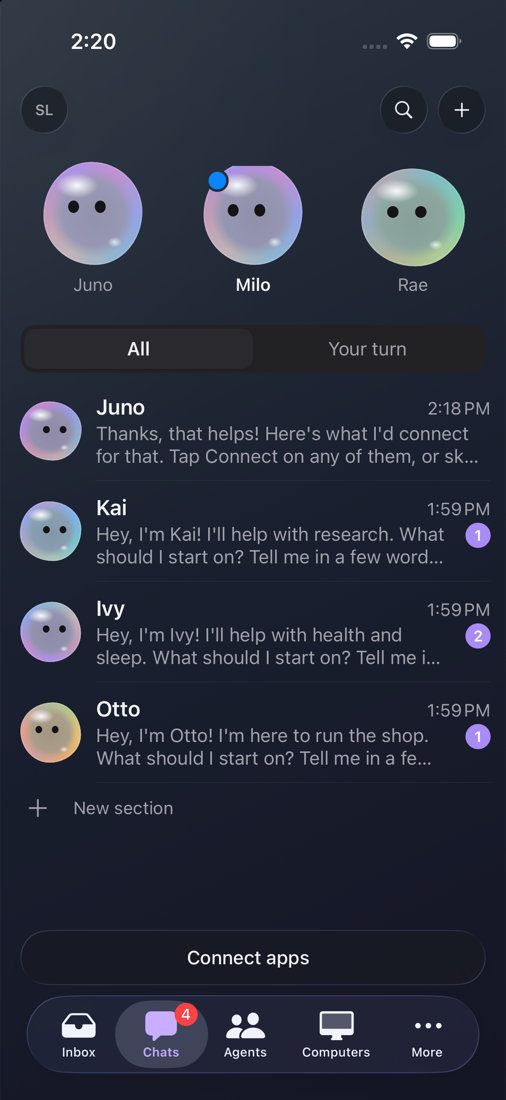 2:20
SL
Juno
Milo
Rae
All
Your turn
Juno
2:18 PM
Thanks, that helps! Here's what I'd connect
for that. Tap Connect on any of them, or sk...
Kai
1:59 PM
Hey, I'm Kai! I'll help with research. What
should I start on? Tell me in a few word...
1
Ivy
1:59 PM
Hey, I'm Ivy! I'll help with health and
sleep. What should I start on? Tell me i...
2
Otto
1:59 PM
Hey, I'm Otto! I'm here to run the shop.
What should I start on? Tell me in a fe...
1
New section
Connect apps
4
Inbox
Chats
Agents
Computers
More